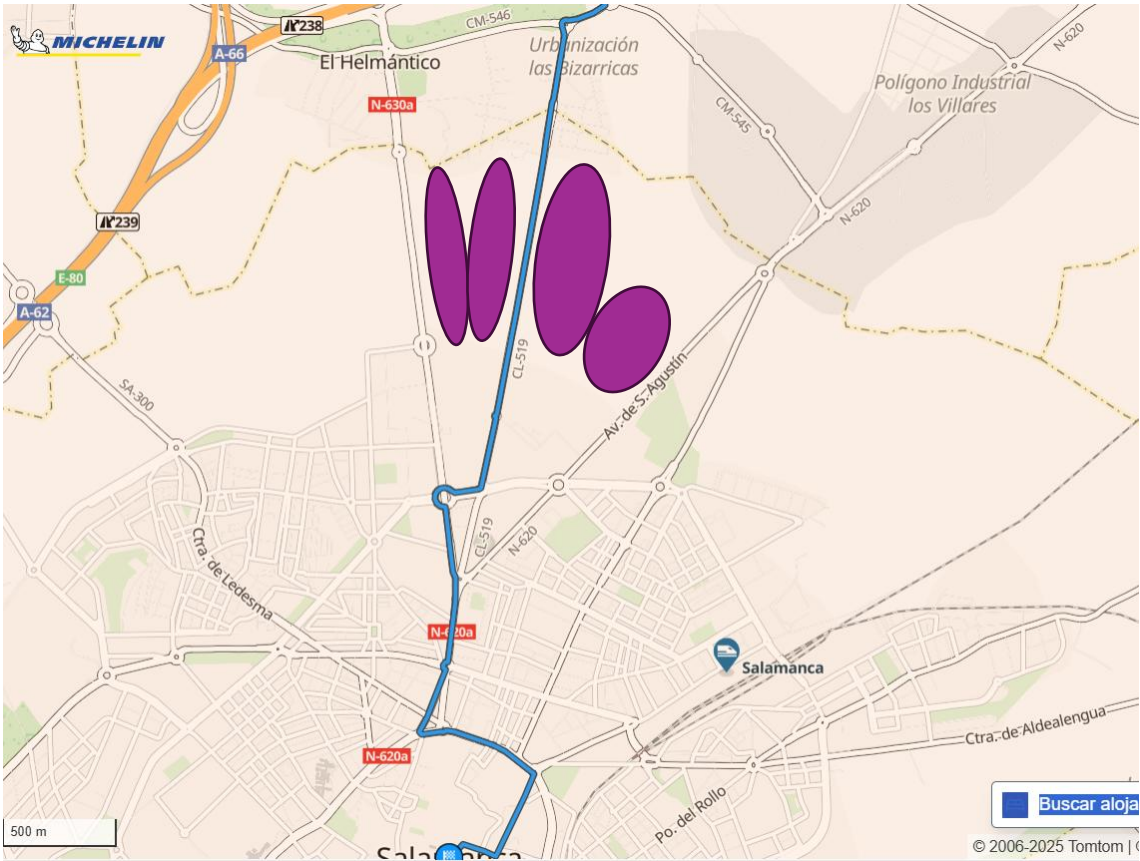 CM-546
238
MICHELIN
Urbanización
las Bizarricas
N-620
A-66
El Helmántico
Polígono Industrial
los Villares
N-630a
CM-545
239
N-620
E-80
A-62
CL-519
SA-300
Av. de S. Agustín
CL-519
N-620
Ctra. de Ledesma
N-620a
Salamanca
Ctra. de Aldealengua
N-620a
Po. del Rollo
Buscar aloja
500 m
Salamanca
© 2006-2025 Tomtom |